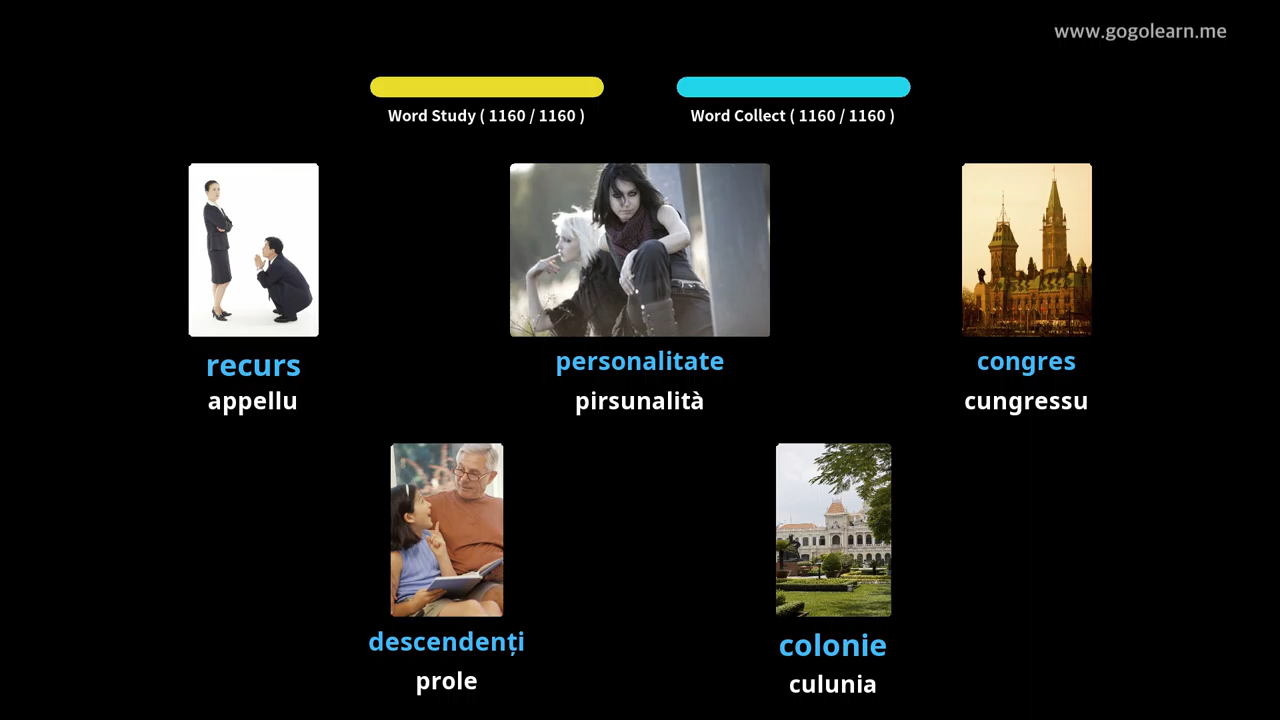 www.gogolearn.me
Word Study ( 1160 / 1160 )
Word Collect ( 1160 / 1160 )
recurs
appellu
personalitate
pirsunalità
congres
cungressu
descendenți
prole
colonie
culunia